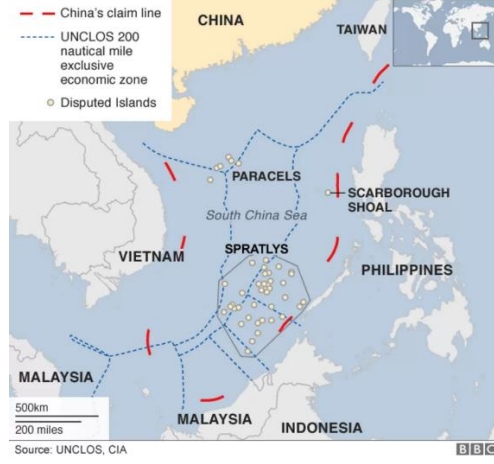 China's claim line
UNCLOS 200
nautical mile
exclusive
economic zone
Disputed Islands
CHINA
TAIWAN
PARACELS
SCARBOROUGH
SHOAL
South China Sea
SPRATLYS
VIETNAM
PHILIPPINES
MALAYSIA
500km
200 miles
MALAYSIA
INDONESIA
Source: UNCLOS, CIA
BBC